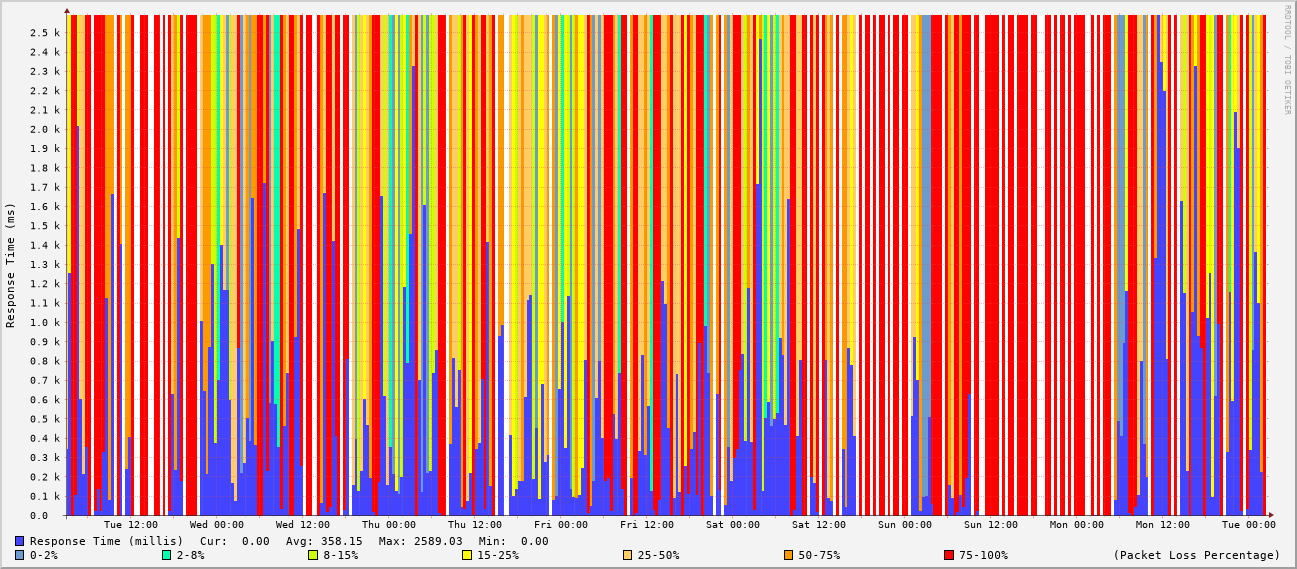 RRDTOOL / TOBI OETIKER
Response Time (ms)
2.5 k
2.4 k
2.3 k
2.2 k
2.1 k
2.0 k
1.9 k
1.8 k
1.7 k
1.6 k
1.5 k
1.4 k
1.3 k
1.2 k
1.1 k
1.0 k
0.9 k
0.8 k
0.7 k
0.6 k
0.5 k
0.4 k
0.3 k
0.2 k
0.1 k
0.0
Tue 12:00 Wed 00:00 Wed 12:00 Thu 00:00 Thu 12:00 Fri 00:00 Fri 12:00 Sat 00:00 Sat 12:00 Sun 00:00 Sun 12:00 Mon 00:00 Mon 12:00 Tue 00:00
Response Time (millis) Cur: 0.00 Avg: 358.15 Max: 2589.03 Min: 0.00
0-2% 2-8% 8-15% 15-25% 25-50% 50-75% 75-100% (Packet Loss Percentage)